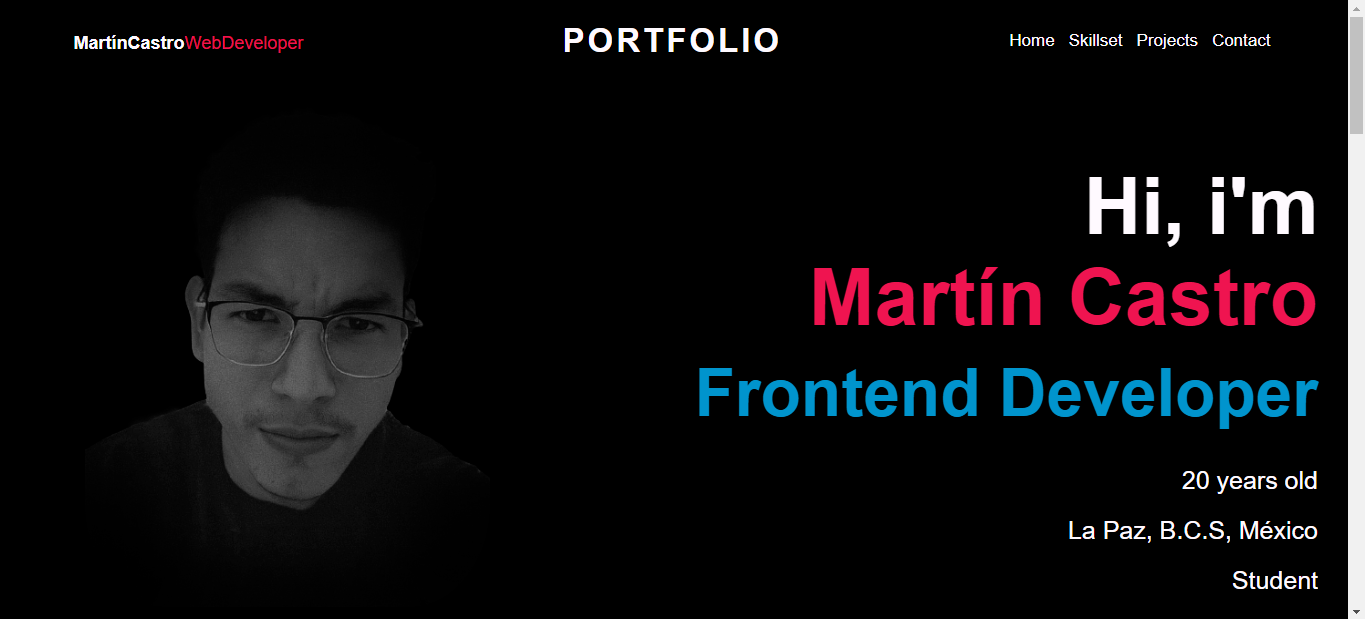 MartínCastroWebDeveloper
PORTFOLIO
Home Skillset Projects Contact
Hi, i'm
Martín Castro
Frontend Developer
20 years old
La Paz, B.C.S, México
Student